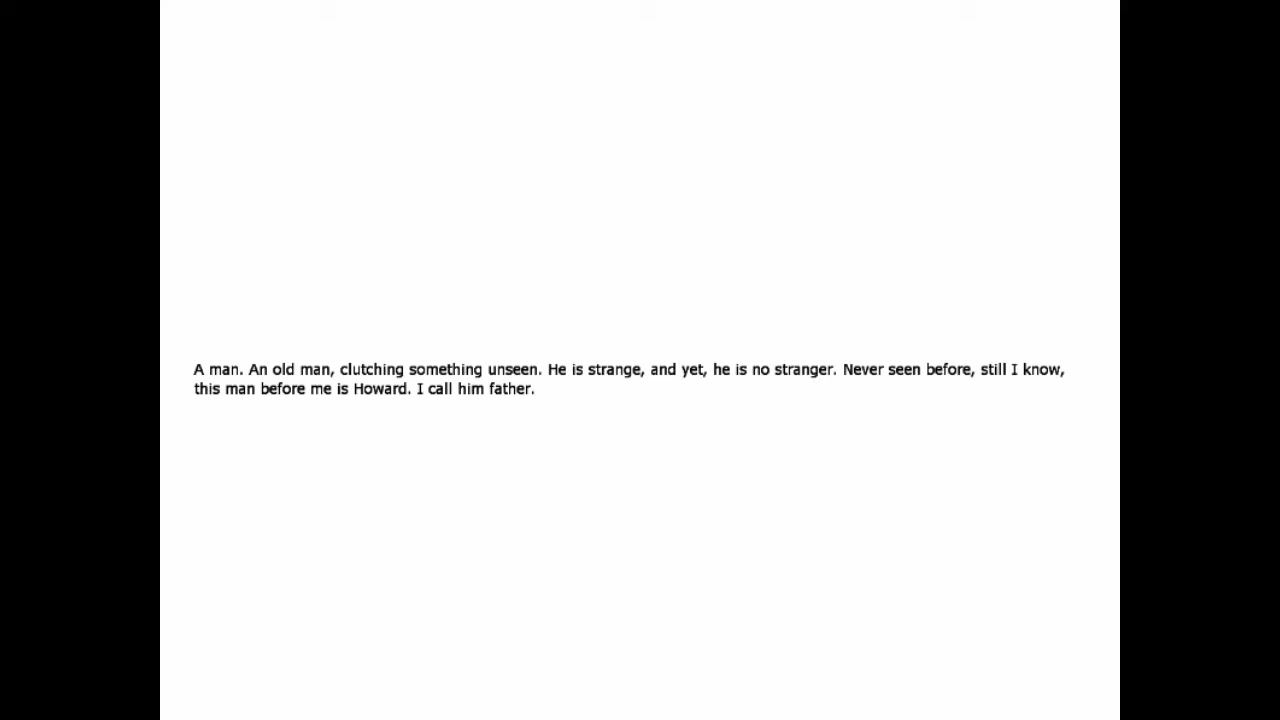 A man. An old man, clutching something unseen. He is strange, and yet, he is no stranger. Never seen before, still I know,
this man before me is Howard. I call him father.